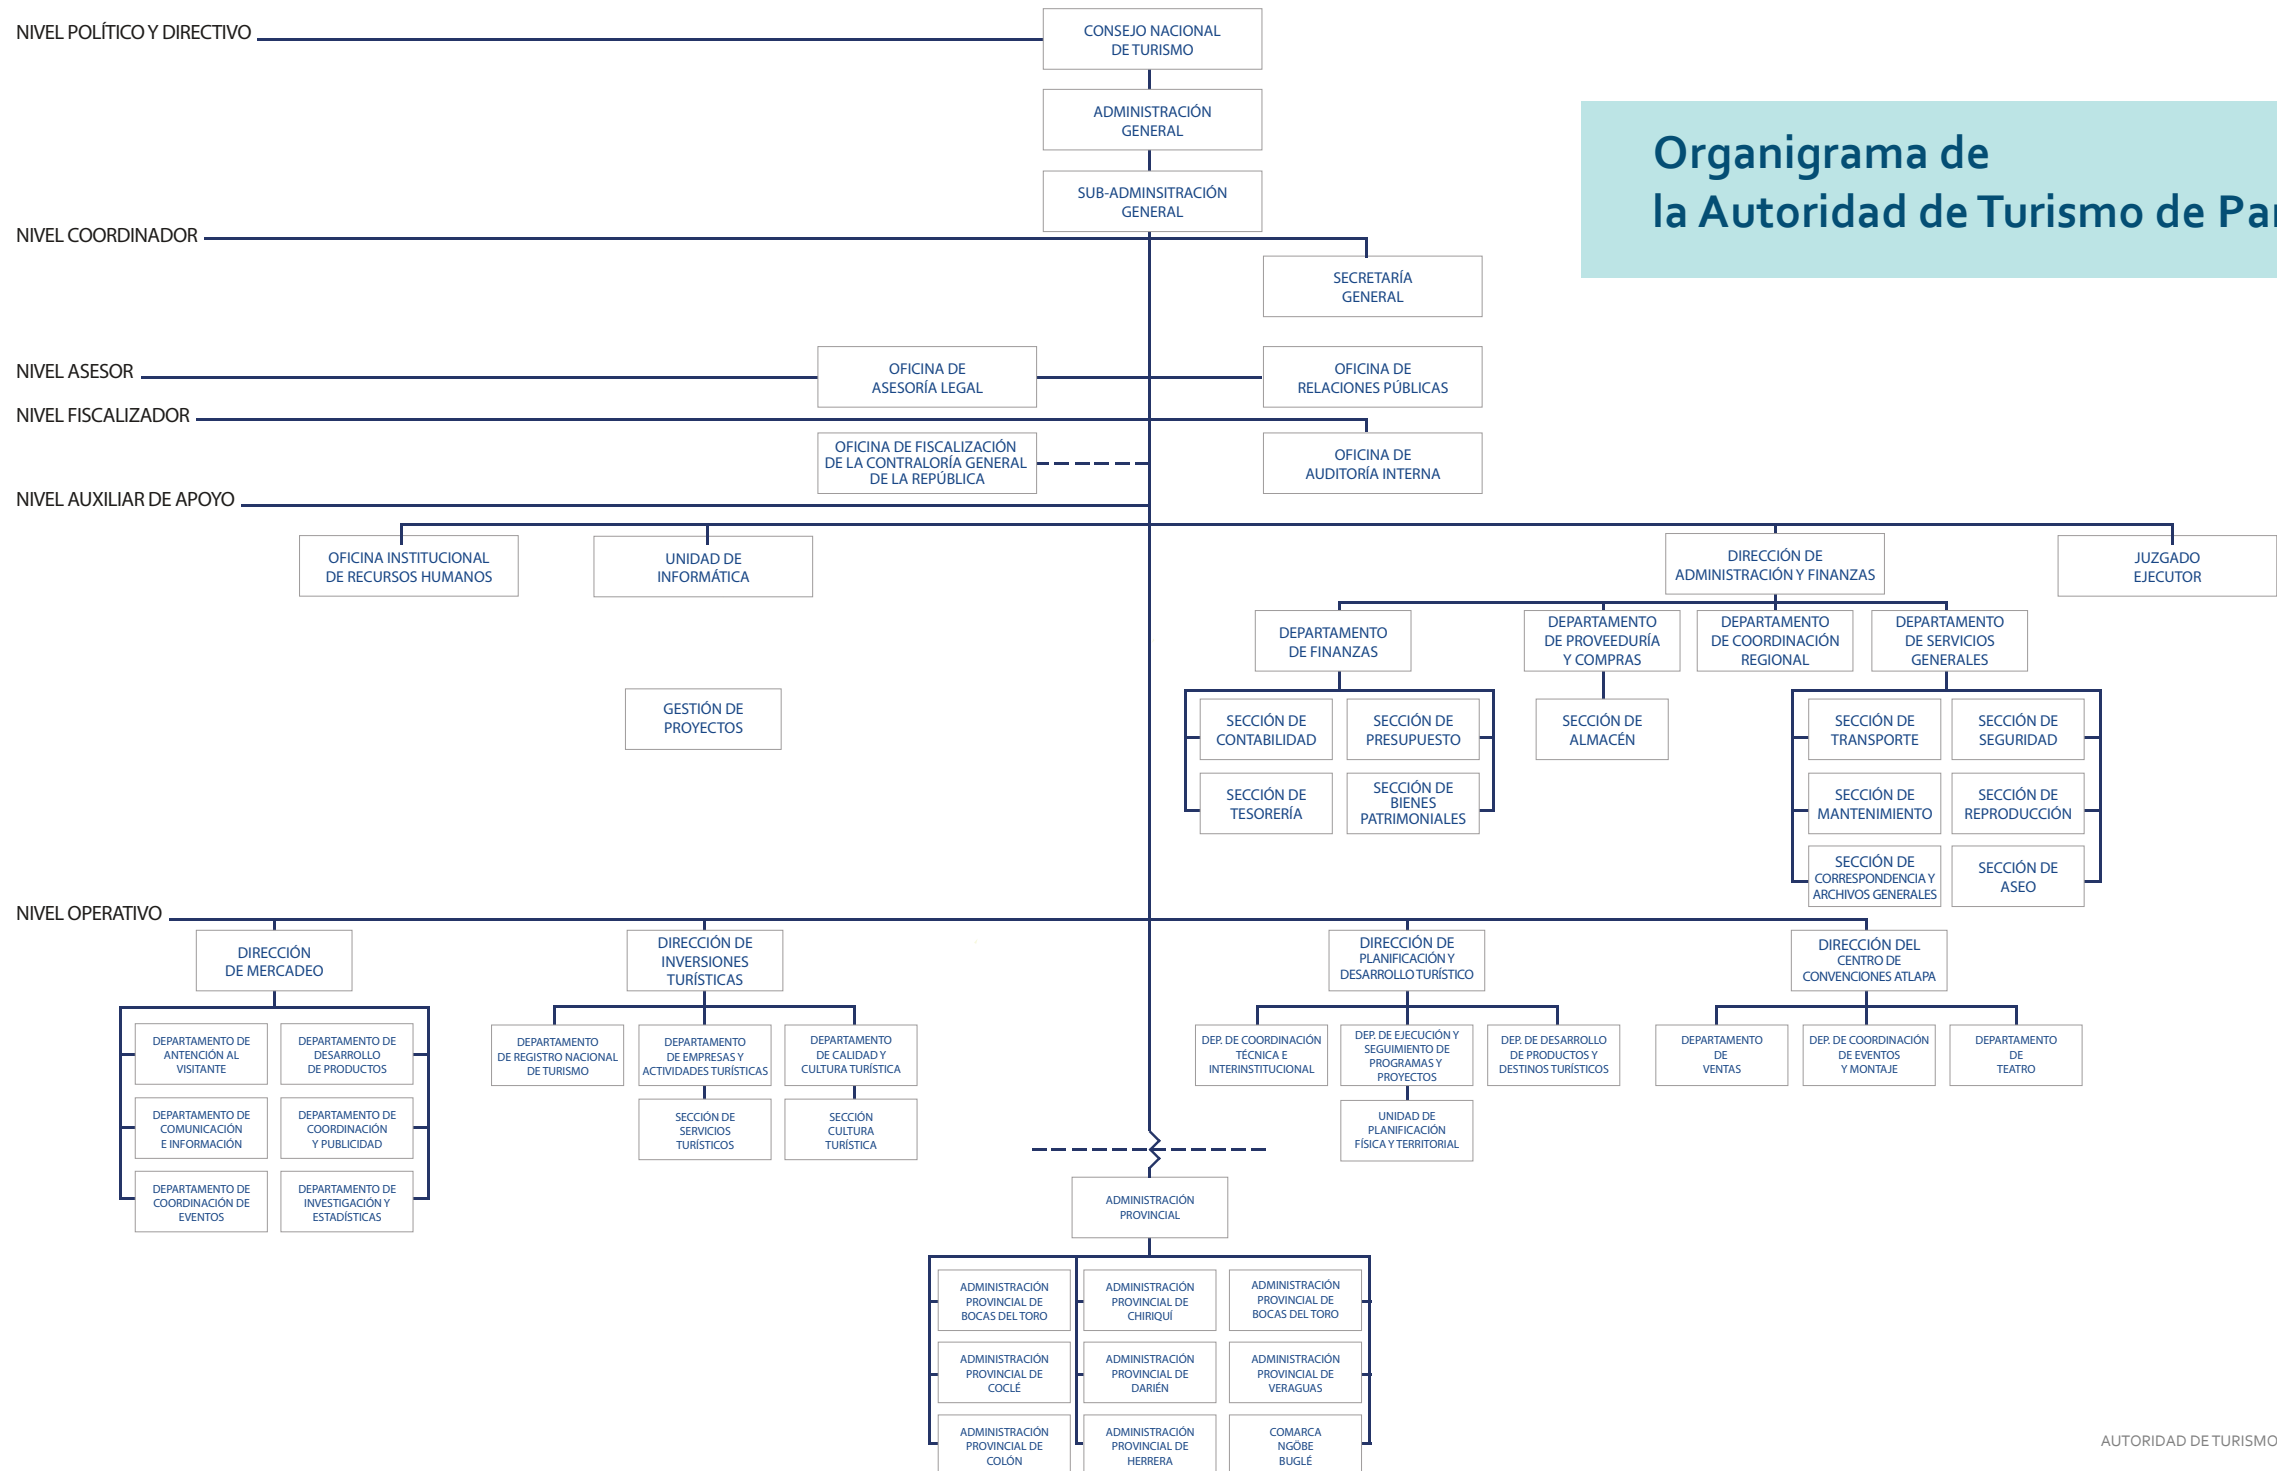 NIVEL POLÍTICO Y DIRECTIVO
CONSEJO NACIONAL
DE TURISMO
ADMINISTRACIÓN
GENERAL
Organigrama de
la Autoridad de Turismo de Pa
SUB-ADMINSITRACIÓN
GENERAL
NIVEL COORDINADOR
SECRETARÍA
GENERAL
NIVEL ASESOR
OFICINA DE
ASESORÍA LEGAL
OFICINA DE
RELACIONES PÚBLICAS
NIVEL FISCALIZADOR
OFICINA DE FISCALIZACIÓN
DE LA CONTRALORÍA GENERAL
DE LA REPÚBLICA
OFICINA DE
AUDITORÍA INTERNA
NIVEL AUXILIAR DE APOYO
OFICINA INSTITUCIONAL
DE RECURSOS HUMANOS
UNIDAD DE
INFORMÁTICA
DIRECCIÓN DE
ADMINISTRACIÓN Y FINANZAS
JUZGADO
EJECUTOR
DEPARTAMENTO
DE FINANZAS
DEPARTAMENTO
DE PROVEEDURÍA
Y COMPRAS
DEPARTAMENTO
DE COORDINACIÓN
REGIONAL
DEPARTAMENTO
DE SERVICIOS
GENERALES
GESTIÓN DE
PROYECTOS
SECCIÓN DE
CONTABILIDAD
SECCIÓN DE
PRESUPUESTO
SECCIÓN DE
ALMACÉN
SECCIÓN DE
TRANSPORTE
SECCIÓN DE
SEGURIDAD
SECCIÓN DE
TESORERÍA
SECCIÓN DE
BIENES
PATRIMONIALES
SECCIÓN DE
MANTENIMIENTO
SECCIÓN DE
REPRODUCCIÓN
SECCIÓN DE
CORRESPONDENCIA Y
ARCHIVOS GENERALES
SECCIÓN DE
ASEO
NIVEL OPERATIVO
DIRECCIÓN
DE MERCADEO
DIRECCIÓN DE
INVERSIONES
TURÍSTICAS
DIRECCIÓN DE
PLANIFICACIÓN Y
DESARROLLO TURÍSTICO
DIRECCIÓN DEL
CENTRO DE
CONVENCIONES ATLAPA
DEPARTAMENTO DE
ANTENCIÓN AL
VISITANTE
DEPARTAMENTO DE
DESARROLLO
DE PRODUCTOS
DEPARTAMENTO
DE REGISTRO NACIONAL
DE TURISMO
DEPARTAMENTO
DE EMPRESAS Y
ACTIVIDADES TURÍSTICAS
DEPARTAMENTO
DE CALIDAD Y
CULTURA TURÍSTICA
DEP. DE COORDINACIÓN
TÉCNICA E
INTERINSTITUCIONAL
DEP. DE EJECUCIÓN Y
SEGUIMIENTO DE
PROGRAMAS Y
PROYECTOS
DEP. DE DESARROLLO
DE PRODUCTOS Y
DESTINOS TURÍSTICOS
DEPARTAMENTO
DE
VENTAS
DEP. DE COORDINACIÓN
DE EVENTOS
Y MONTAJE
DEPARTAMENTO
DE
TEATRO
DEPARTAMENTO DE
COMUNICACIÓN
E INFORMACIÓN
DEPARTAMENTO DE
COORDINACIÓN
Y PUBLICIDAD
SECCIÓN DE
SERVICIOS
TURÍSTICOS
SECCIÓN
CULTURA
TURÍSTICA
UNIDAD DE
PLANIFICACIÓN
FÍSICA Y TERRITORIAL
DEPARTAMENTO DE
COORDINACIÓN DE
EVENTOS
DEPARTAMENTO DE
INVESTIGACIÓN Y
ESTADÍSTICAS
ADMINISTRACIÓN
PROVINCIAL
ADMINISTRACIÓN
PROVINCIAL DE
BOCAS DEL TORO
ADMINISTRACIÓN
PROVINCIAL DE
CHIRIQUÍ
ADMINISTRACIÓN
PROVINCIAL DE
BOCAS DEL TORO
ADMINISTRACIÓN
PROVINCIAL DE
COCLÉ
ADMINISTRACIÓN
PROVINCIAL DE
DARIÉN
ADMINISTRACIÓN
PROVINCIAL DE
VERAGUAS
ADMINISTRACIÓN
PROVINCIAL DE
COLÓN
ADMINISTRACIÓN
PROVINCIAL DE
HERRERA
COMARCA
NGÖBE
BUGLÉ
AUTORIDAD DE TURISMO